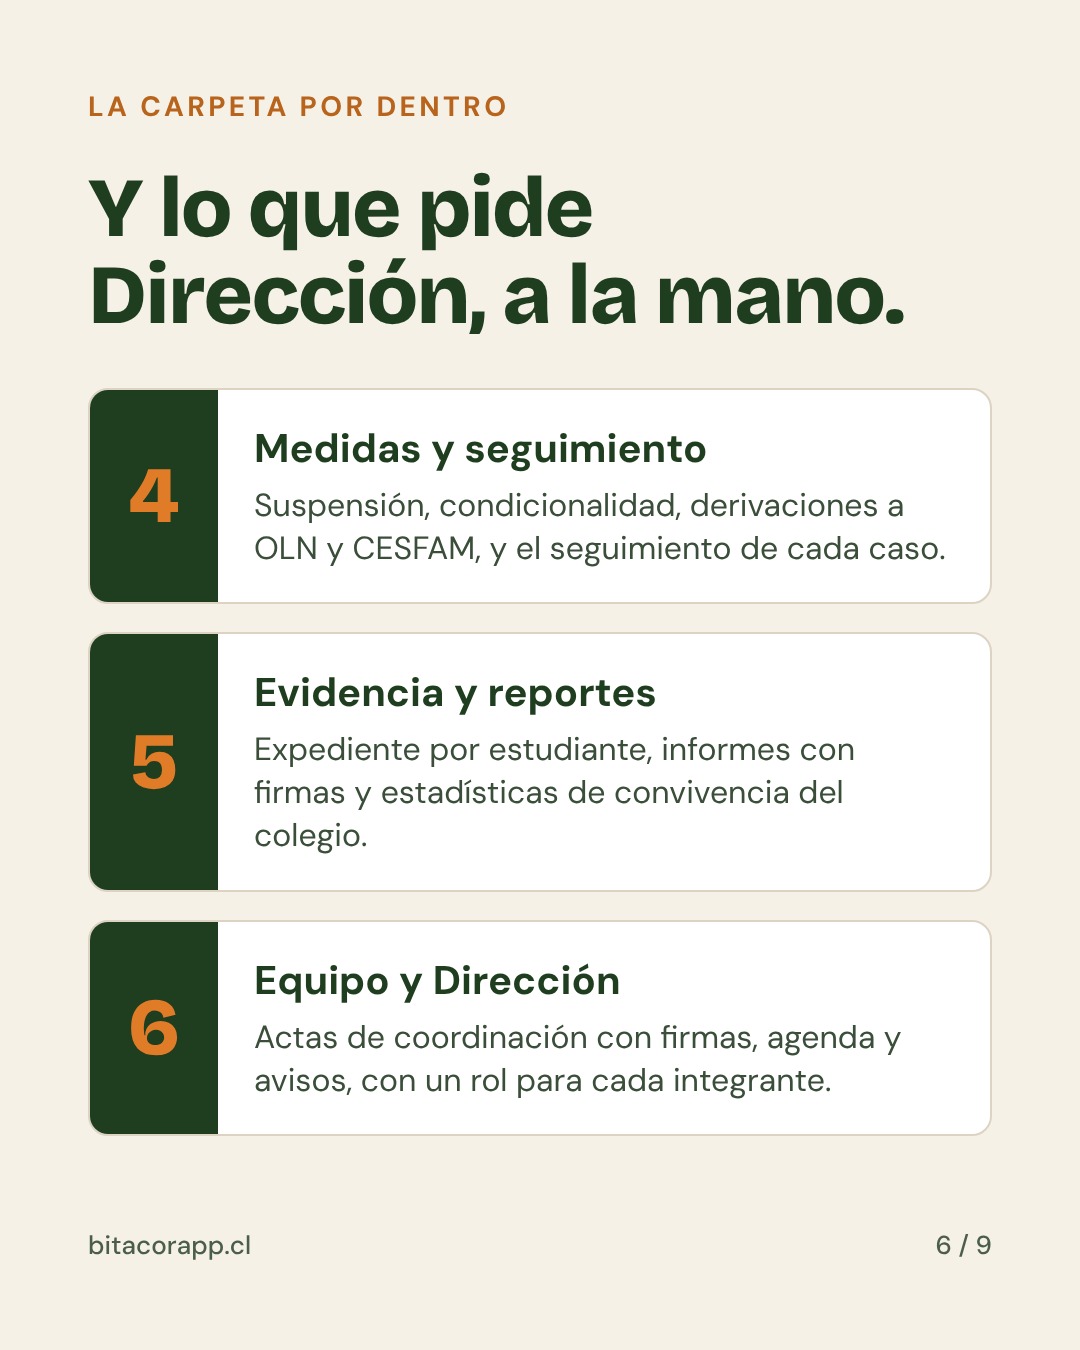 LA CARPETA POR DENTRO
Y lo que pide
Dirección, a la mano.
4
Medidas y seguimiento
Suspensión, condicionalidad, derivaciones a
OLN y CESFAM, y el seguimiento de cada caso.
5
Evidencia y reportes
Expediente por estudiante, informes con
firmas y estadísticas de convivencia del
colegio.
6
Equipo y Dirección
Actas de coordinación con firmas, agenda y
avisos, con un rol para cada integrante.
bitacorapp.cl
6 / 9